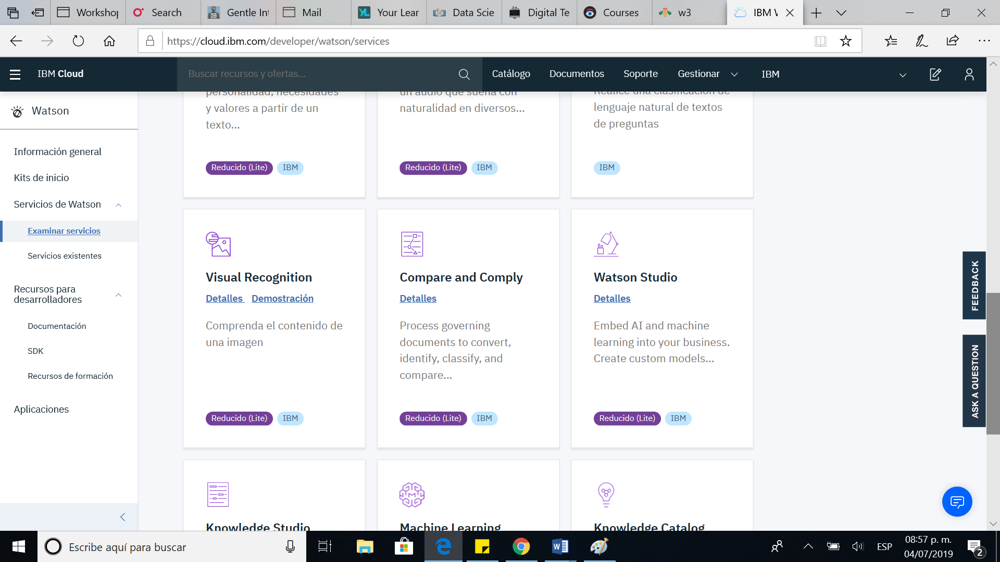 Workshop
Search
Gentle Int
Mail
Your Lear
Data Scie
Digital Te
Courses
w3
IBM W
https://cloud.ibm.com/developer/watson/services
IBM Cloud
Buscar recursos y ofertas...
Catálogo
Documentos
Soporte
Gestionar
IBM
Watson
Información general
Kits de inicio
Servicios de Watson
Examinar servicios
Servicios existentes
Recursos para
desarrolladores
Documentación
SDK
Recursos de formación
Aplicaciones
personalidad, necesidades
y valores a partir de un
texto...
Reducido (Lite) IBM
un audio que suena con
naturalidad en diversos...
Reducido (Lite) IBM
Realice una clasificación de
lenguaje natural de textos
de preguntas
IBM
Visual Recognition
Detalles Demostración
Comprenda el contenido de
una imagen
Reducido (Lite) IBM
Compare and Comply
Detalles
Process governing
documents to convert,
identify, classify, and
compare...
Reducido (Lite) IBM
Watson Studio
Detalles
Embed AI and machine
learning into your business.
Create custom models...
Reducido (Lite) IBM
Knowledge Studio
Machine Learning
Knowledge Catalog
FEEDBACK
ASK A QUESTION
Escribe aquí para buscar
ESP
08:57 p. m.
04/07/2019
2